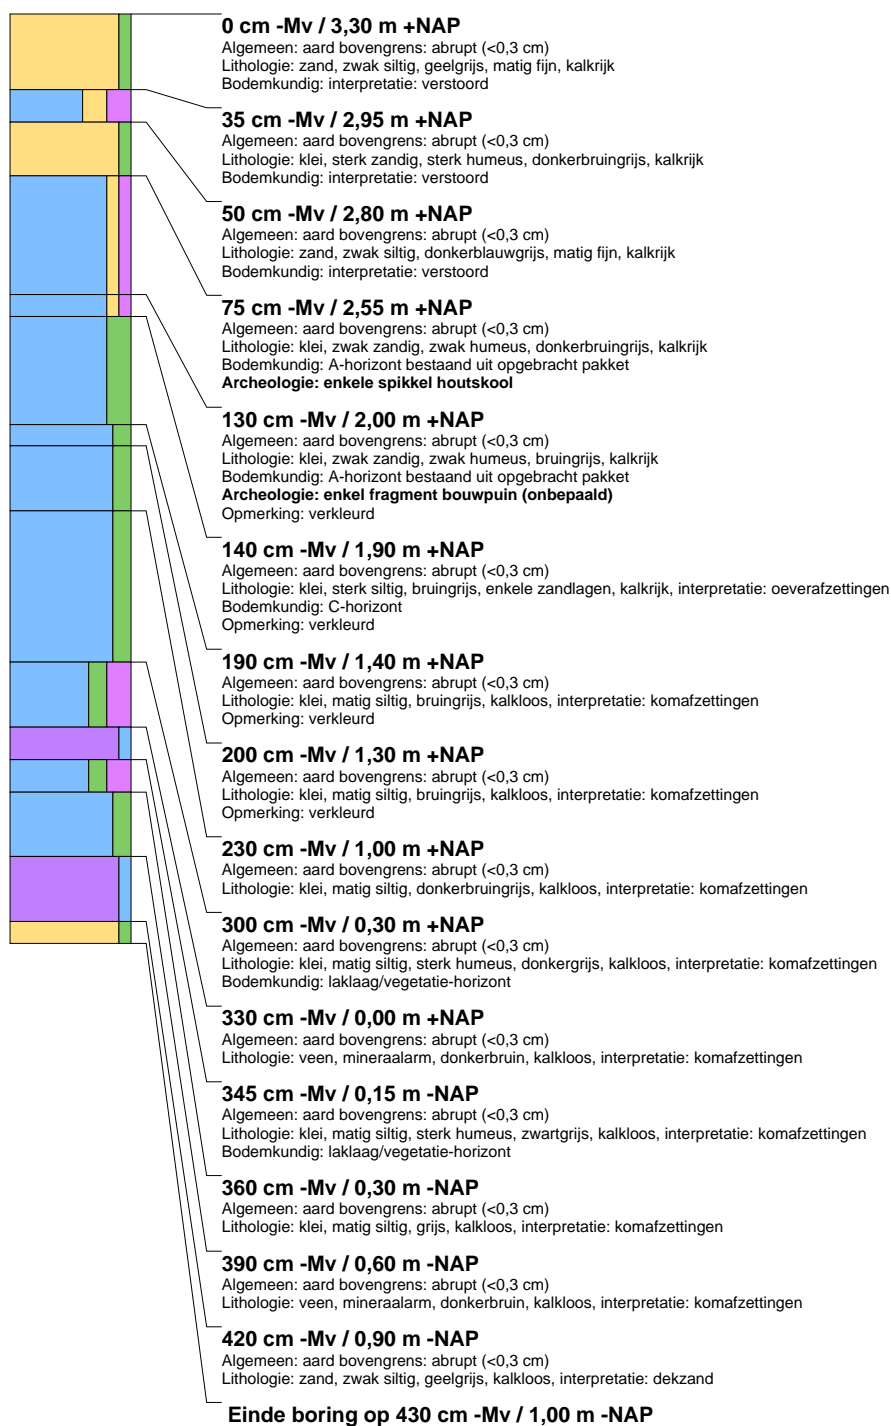 0 cm -Mv / 3,30 m +NAP
Algemeen: aard bovengrens: abrupt (<0,3 cm)
Lithologie: zand, zwak siltig, geelgrijs, matig fijn, kalkrijk
Bodemkundig: interpretatie: verstoord
35 cm -Mv / 2,95 m +NAP
Algemeen: aard bovengrens: abrupt (<0,3 cm)
Lithologie: klei, sterk zandig, sterk humeus, donkerbruingrijs, kalkrijk
Bodemkundig: interpretatie: verstoord
50 cm -Mv / 2,80 m +NAP
Algemeen: aard bovengrens: abrupt (<0,3 cm)
Lithologie: zand, zwak siltig, donkerblauwgrijs, matig fijn, kalkrijk
Bodemkundig: interpretatie: verstoord
75 cm -Mv / 2,55 m +NAP
Algemeen: aard bovengrens: abrupt (<0,3 cm)
Lithologie: klei, zwak zandig, zwak humeus, donkerbruingrijs, kalkrijk
Bodemkundig: A-horizont bestaand uit opgebracht pakket
Archeologie: enkele spikkel houtskool
130 cm -Mv / 2,00 m +NAP
Algemeen: aard bovengrens: abrupt (<0,3 cm)
Lithologie: klei, zwak zandig, zwak humeus, bruingrijs, kalkrijk
Bodemkundig: A-horizont bestaand uit opgebracht pakket
Archeologie: enkel fragment bouwpuin (onbepaald)
Opmerking: verkleurd
140 cm -Mv / 1,90 m +NAP
Algemeen: aard bovengrens: abrupt (<0,3 cm)
Lithologie: klei, sterk siltig, bruingrijs, enkele zandlagen, kalkrijk, interpretatie: oeverafzettingen
Bodemkundig: C-horizont
Opmerking: verkleurd
190 cm -Mv / 1,40 m +NAP
Algemeen: aard bovengrens: abrupt (<0,3 cm)
Lithologie: klei, matig siltig, bruingrijs, kalkloos, interpretatie: komafzettingen
Opmerking: verkleurd
200 cm -Mv / 1,30 m +NAP
Algemeen: aard bovengrens: abrupt (<0,3 cm)
Lithologie: klei, matig siltig, bruingrijs, kalkloos, interpretatie: komafzettingen
Opmerking: verkleurd
230 cm -Mv / 1,00 m +NAP
Algemeen: aard bovengrens: abrupt (<0,3 cm)
Lithologie: klei, matig siltig, donkerbruingrijs, kalkloos, interpretatie: komafzettingen
300 cm -Mv / 0,30 m +NAP
Algemeen: aard bovengrens: abrupt (<0,3 cm)
Lithologie: klei, matig siltig, sterk humeus, donkergrijs, kalkloos, interpretatie: komafzettingen
Bodemkundig: laklaag/vegetatie-horizont
330 cm -Mv / 0,00 m +NAP
Algemeen: aard bovengrens: abrupt (<0,3 cm)
Lithologie: veen, mineraalarm, donkerbruin, kalkloos, interpretatie: komafzettingen
345 cm -Mv / 0,15 m -NAP
Algemeen: aard bovengrens: abrupt (<0,3 cm)
Lithologie: klei, matig siltig, sterk humeus, zwartgrijs, kalkloos, interpretatie: komafzettingen
Bodemkundig: laklaag/vegetatie-horizont
360 cm -Mv / 0,30 m -NAP
Algemeen: aard bovengrens: abrupt (<0,3 cm)
Lithologie: klei, matig siltig, grijs, kalkloos, interpretatie: komafzettingen
390 cm -Mv / 0,60 m -NAP
Algemeen: aard bovengrens: abrupt (<0,3 cm)
Lithologie: veen, mineraalarm, donkerbruin, kalkloos, interpretatie: komafzettingen
420 cm -Mv / 0,90 m -NAP
Algemeen: aard bovengrens: abrupt (<0,3 cm)
Lithologie: zand, zwak siltig, geelgrijs, kalkloos, interpretatie: dekzand
Einde boring op 430 cm -Mv / 1,00 m -NAP